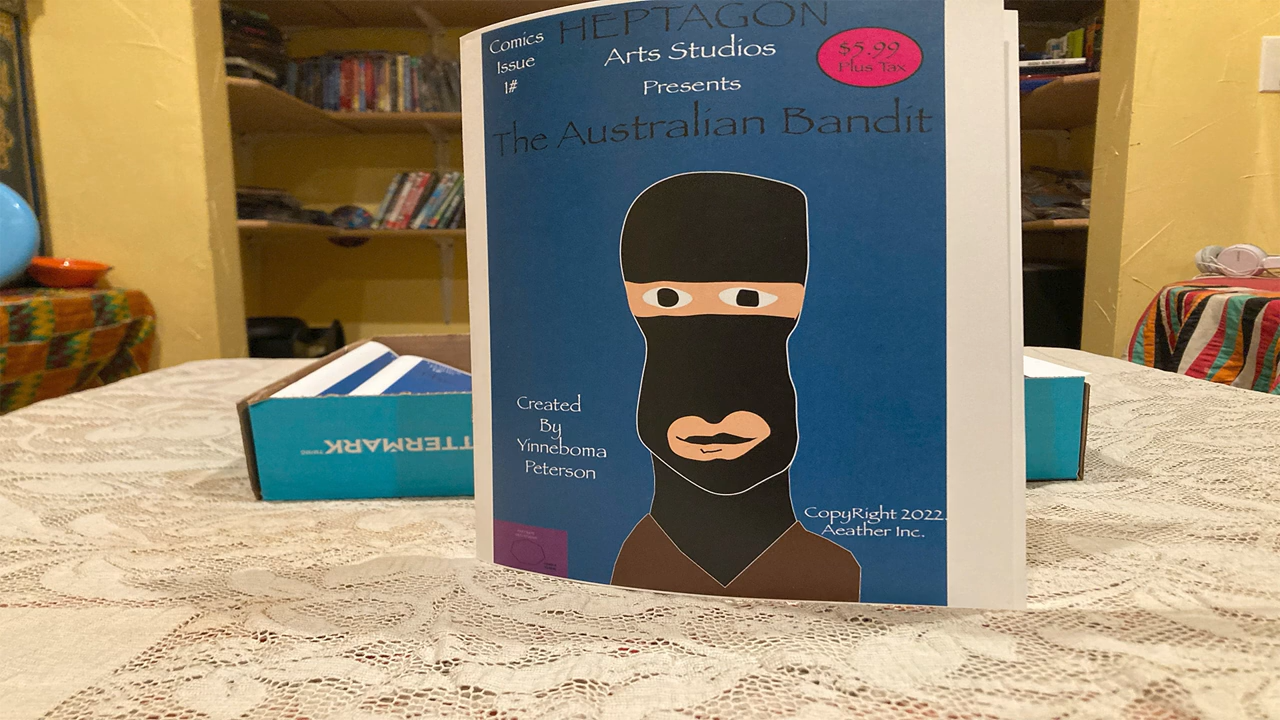 Comics
Issue
1#
HEPTAGON
Arts Studios
Presents
$5.99
Plus Tax
The Australian Bandit
Created
By
Yinneboma
Peterson
CopyRight 2022.
Aeather Inc.
TTERMARK